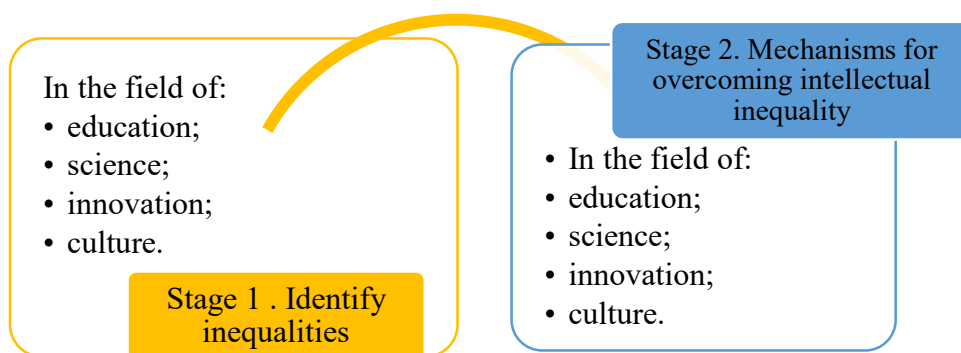 In the field of:
• education;
• science;
• innovation;
• culture.
Stage 1 . Identify
inequalities
Stage 2. Mechanisms for
overcoming intellectual
inequality
• In the field of:
• education;
• science;
• innovation;
• culture.